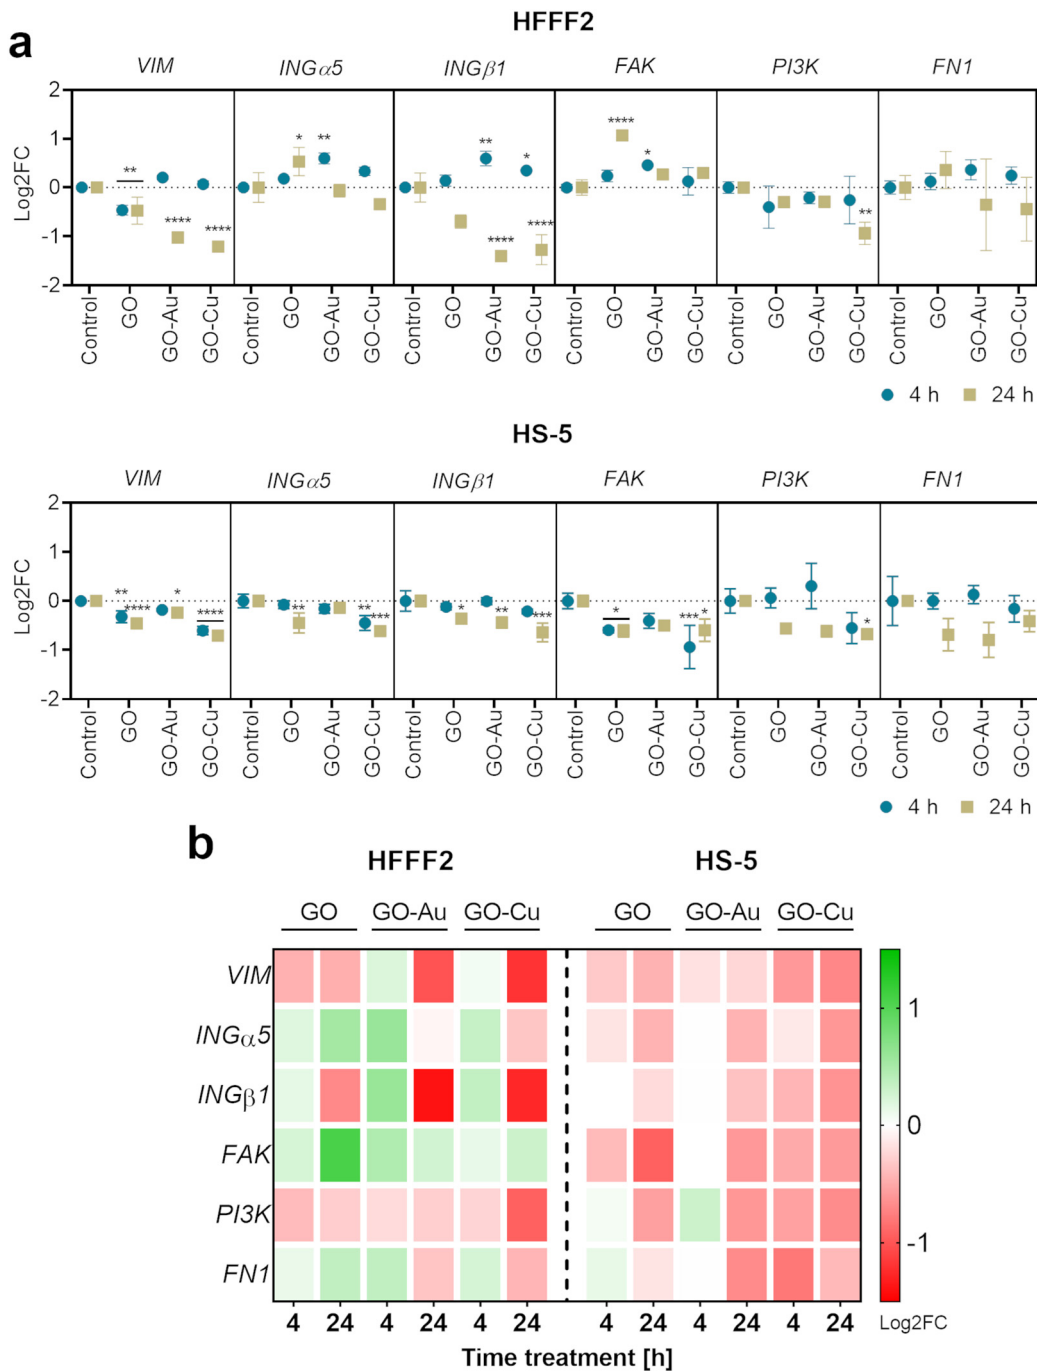 a
HFFF2
VIM INGα5 INGβ1 FAK PI3K FN1
Log2FC
2
1
0
-1
-2
** **** ****
* **
** * **** ****
**** *
**
Control GO GO-Au GO-Cu Control GO GO-Au GO-Cu Control GO GO-Au GO-Cu Control GO GO-Au GO-Cu Control GO GO-Au GO-Cu Control GO GO-Au GO-Cu
4 h 24 h
HS-5
VIM INGα5 INGβ1 FAK PI3K FN1
Log2FC
2
1
0
-1
-2
** **** * ****
** ** ***
* ** ***
* *** *
*
Control GO GO-Au GO-Cu Control GO GO-Au GO-Cu Control GO GO-Au GO-Cu Control GO GO-Au GO-Cu Control GO GO-Au GO-Cu Control GO GO-Au GO-Cu
4 h 24 h
b
HFFF2 HS-5
GO GO-Au GO-Cu GO GO-Au GO-Cu
VIM
INGα5
INGβ1
FAK
PI3K
FN1
1
0
-1
Log2FC
4 24 4 24 4 24 4 24 4 24 4 24
Time treatment [h]